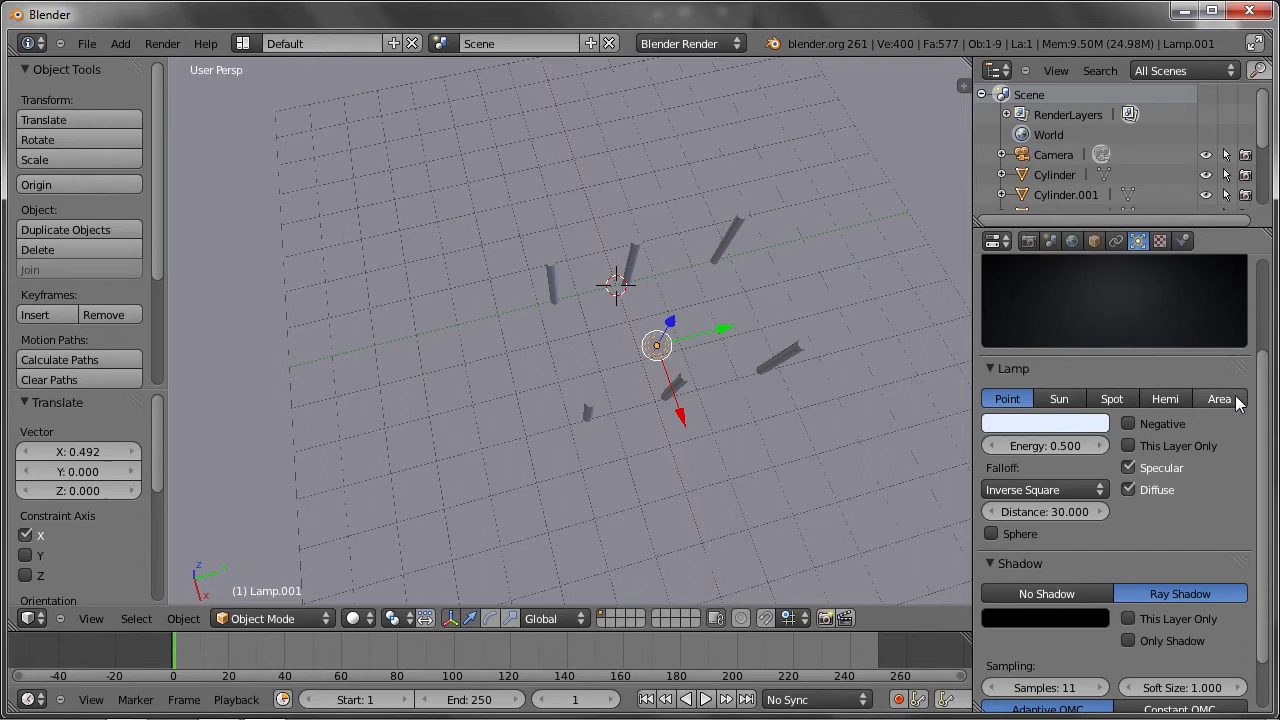 Blender
File Add Render Help Default Scene Blender Render blender.org 261 | Ve:400 | Fa:577 | Ob:1-9 | La:1 | Mem:9.50M (24.98M) | Lamp.001
Object Tools
Transform:
Translate
Rotate
Scale
Origin
Object:
Duplicate Objects
Delete
Join
Keyframes:
Insert Remove
Motion Paths:
Calculate Paths
Clear Paths
Translate
Vector
X: 0.492
Y: 0.000
Z: 0.000
Constraint Axis
X
Y
Z
Orientation
User Persp
z
x
(1) Lamp.001
View Select Object Object Mode Global
-40 -20 0 20 40 60 80 100 120 140 160 180 200 220 240 260
View Marker Frame Playback Start: 1 End: 250 1 No Sync
View Search All Scenes
Scene
RenderLayers
World
Camera
Cylinder
Cylinder.001
Lamp
Point Sun Spot Hemi Area
Negative
Energy: 0.500 This Layer Only
Falloff: Specular
Inverse Square Diffuse
Distance: 30.000
Sphere
Shadow
No Shadow Ray Shadow
This Layer Only
Only Shadow
Sampling:
Samples: 11 Soft Size: 1.000
Adaptive QMC Constant QMC